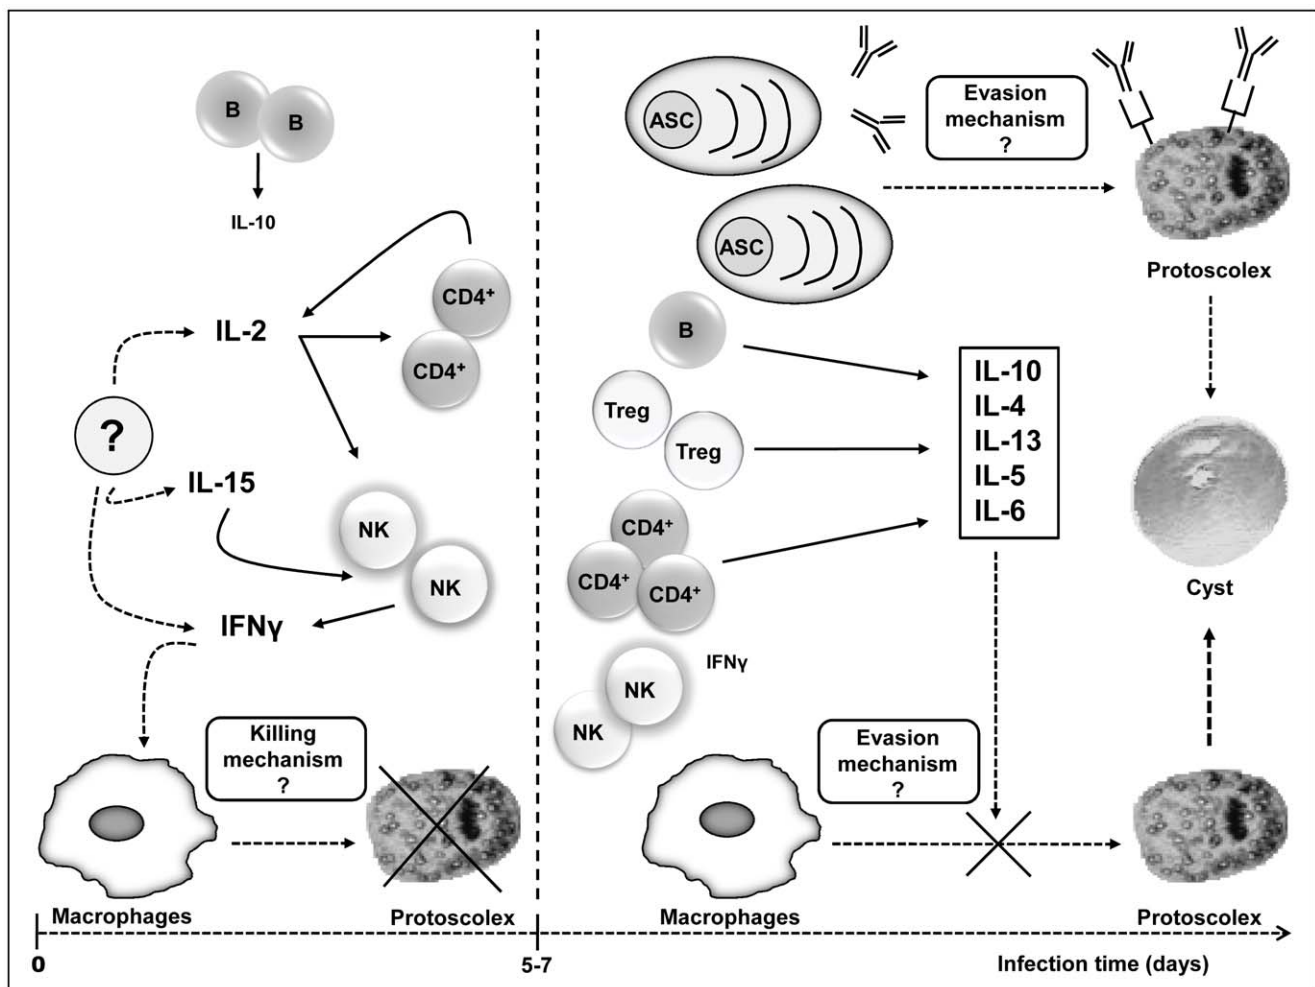 B
B
IL-10
CD4+
CD4+
IL-2
?
IL-15
NK
NK
IFNγ
Killing
mechanism
?
Macrophages
Protoscolex
ASC
ASC
Evasion
mechanism
?
Protoscolex
B
Treg
Treg
CD4+
CD4+
CD4+
IL-10
IL-4
IL-13
IL-5
IL-6
Cyst
IFNγ
NK
NK
Evasion
mechanism
?
Macrophages
Protoscolex
0
5-7
Infection time (days)